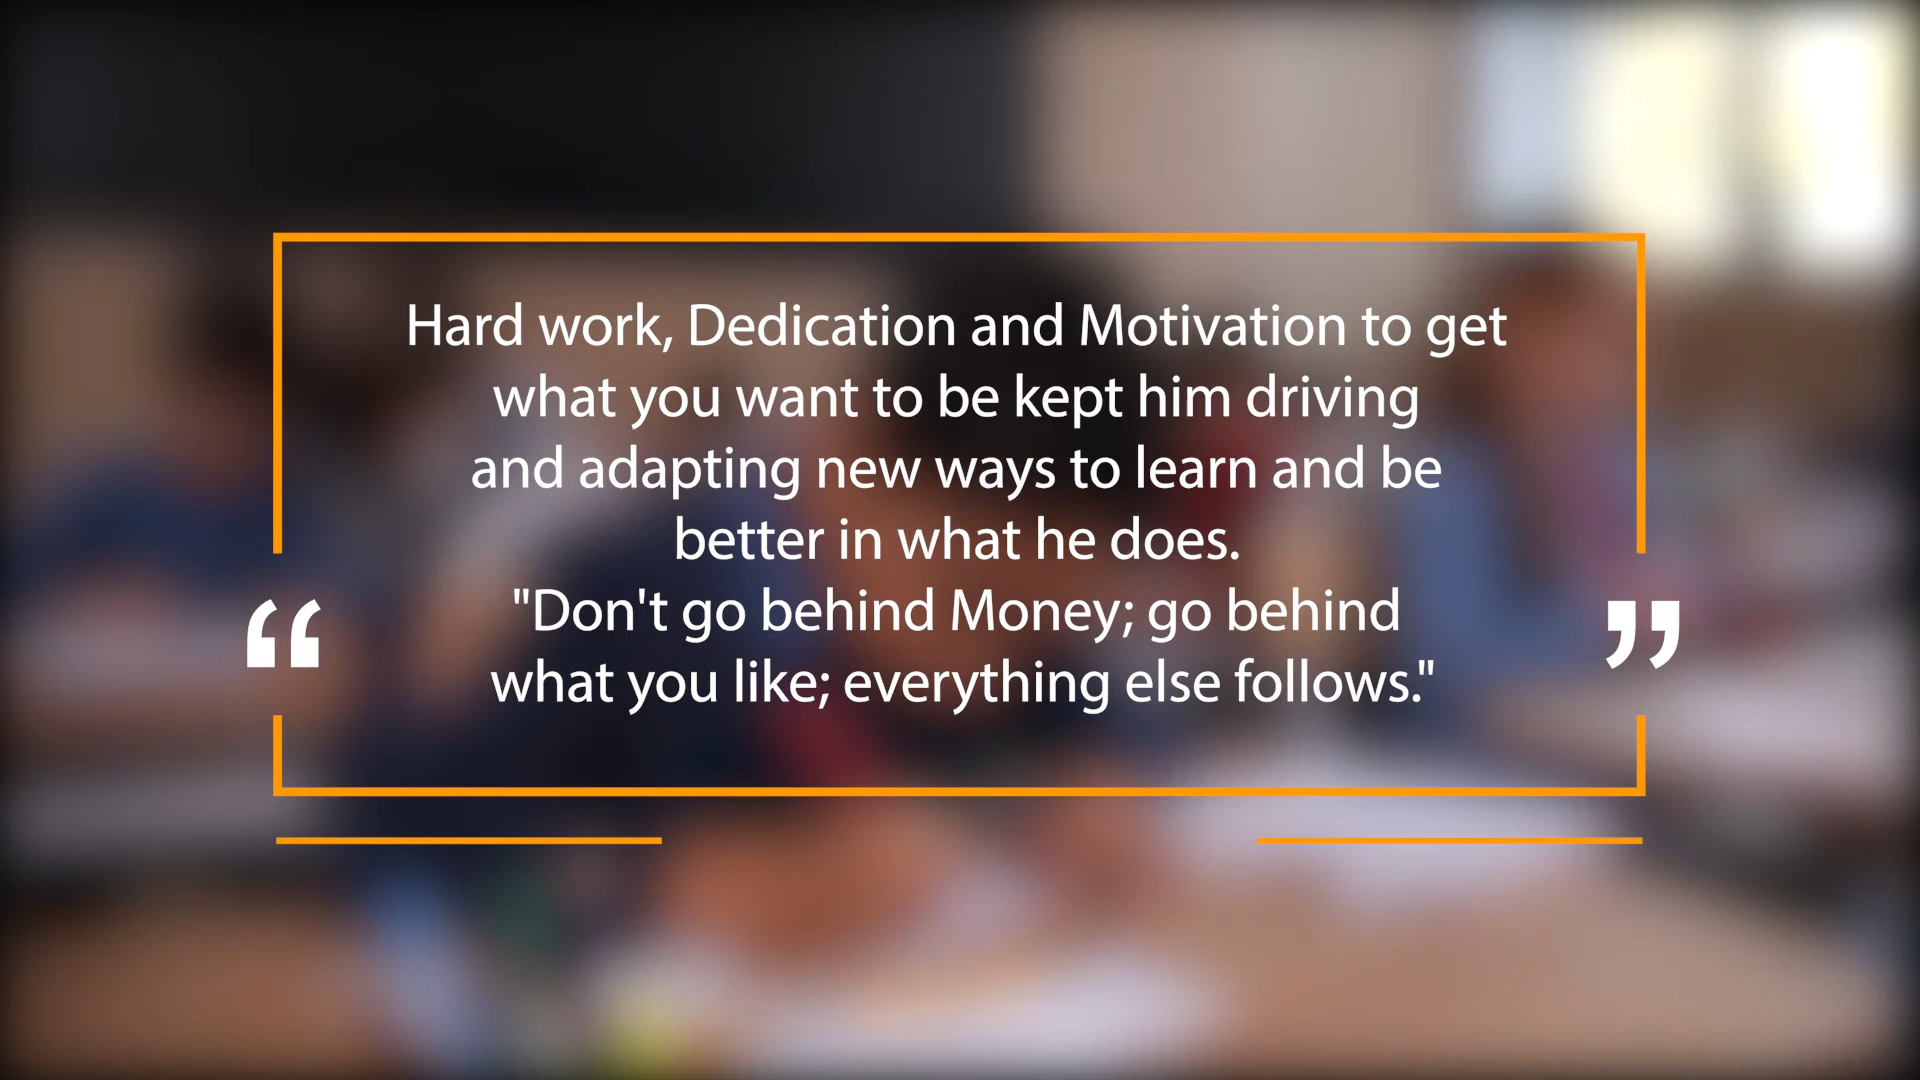 Hard work, Dedication and Motivation to get
what you want to be kept him driving
and adapting new ways to learn and be
better in what he does.
"Don't go behind Money; go behind
what you like; everything else follows."
“ ”